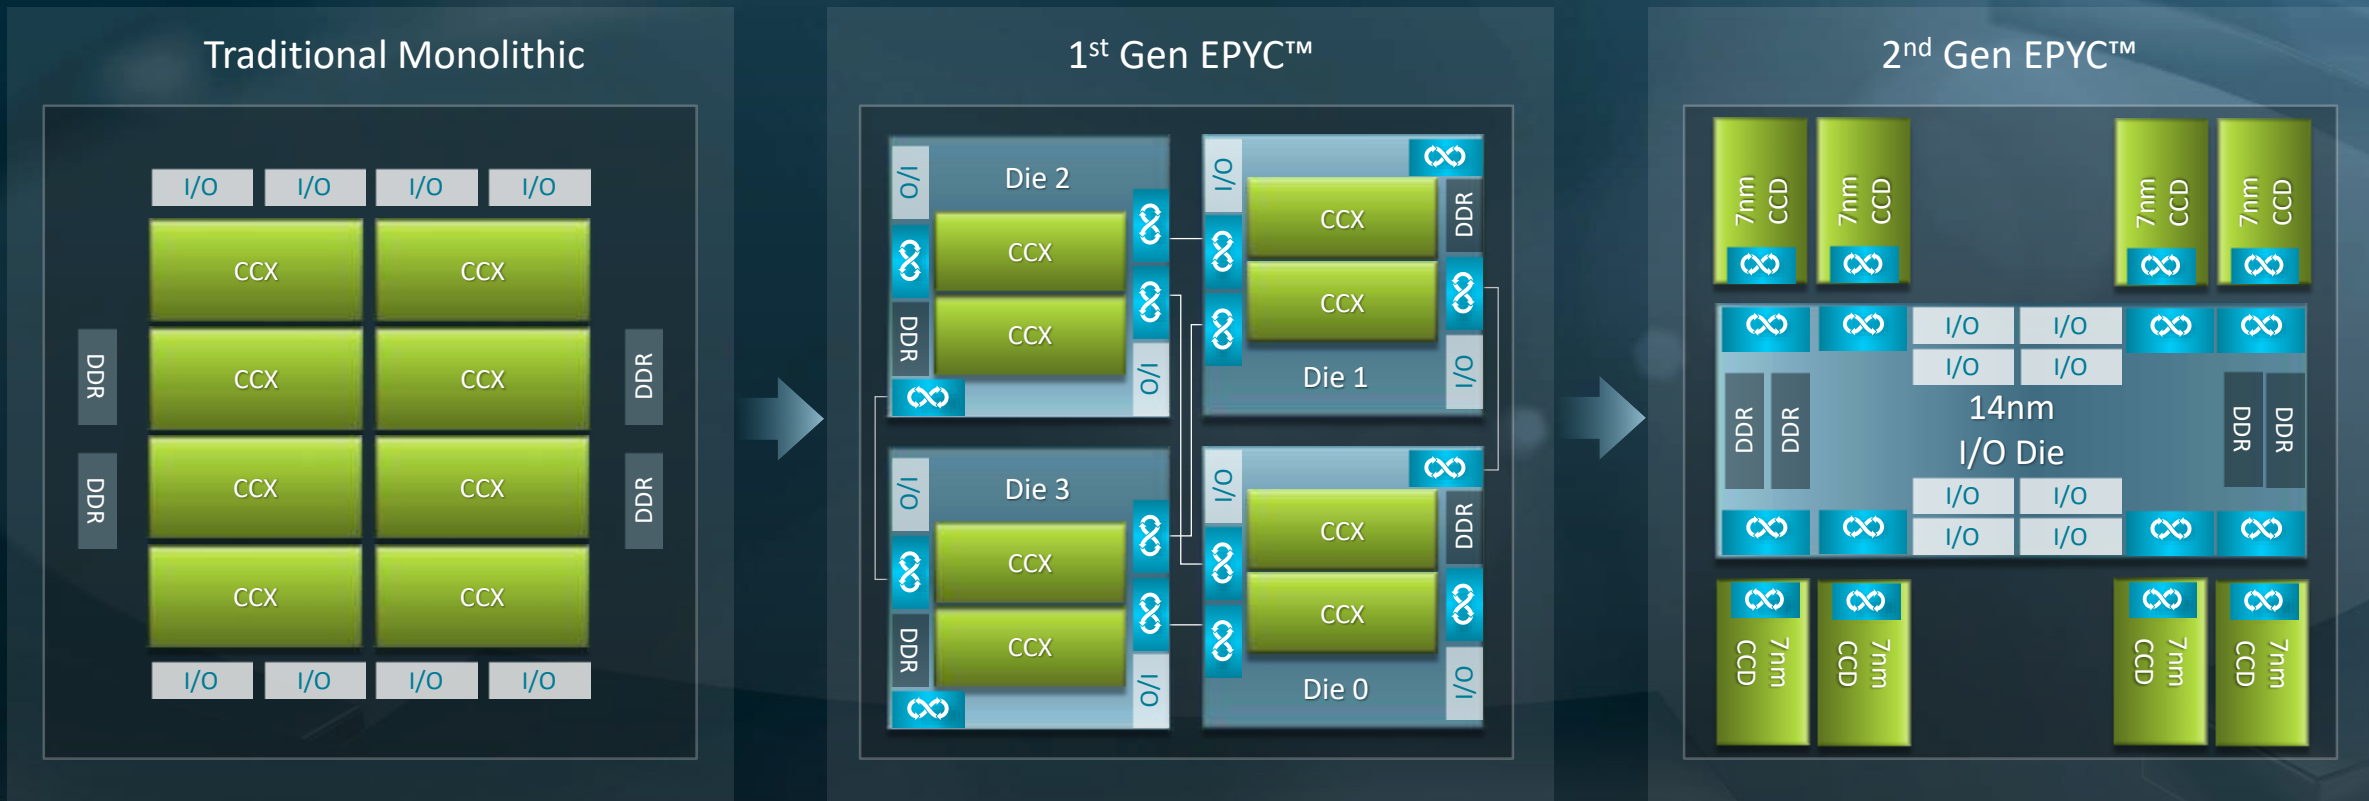 Traditional Monolithic
I/O I/O I/O I/O
CCX CCX
DDR CCX CCX DDR
DDR CCX CCX DDR
CCX CCX
I/O I/O I/O I/O
1st Gen EPYC™
I/O
Die 2
CCX
CCX
DDR
I/O
I/O
CCX
DDR
CCX
Die 1
I/O
I/O
Die 3
CCX
CCX
DDR
I/O
I/O
CCX
DDR
CCX
Die 0
I/O
2nd Gen EPYC™
7nm
CCD
7nm
CCD
7nm
CCD
7nm
CCD
I/O I/O
I/O I/O
DDR DDR
14nm
I/O Die
DDR DDR
I/O I/O
I/O I/O
7nm
CCD
7nm
CCD
7nm
CCD
7nm
CCD